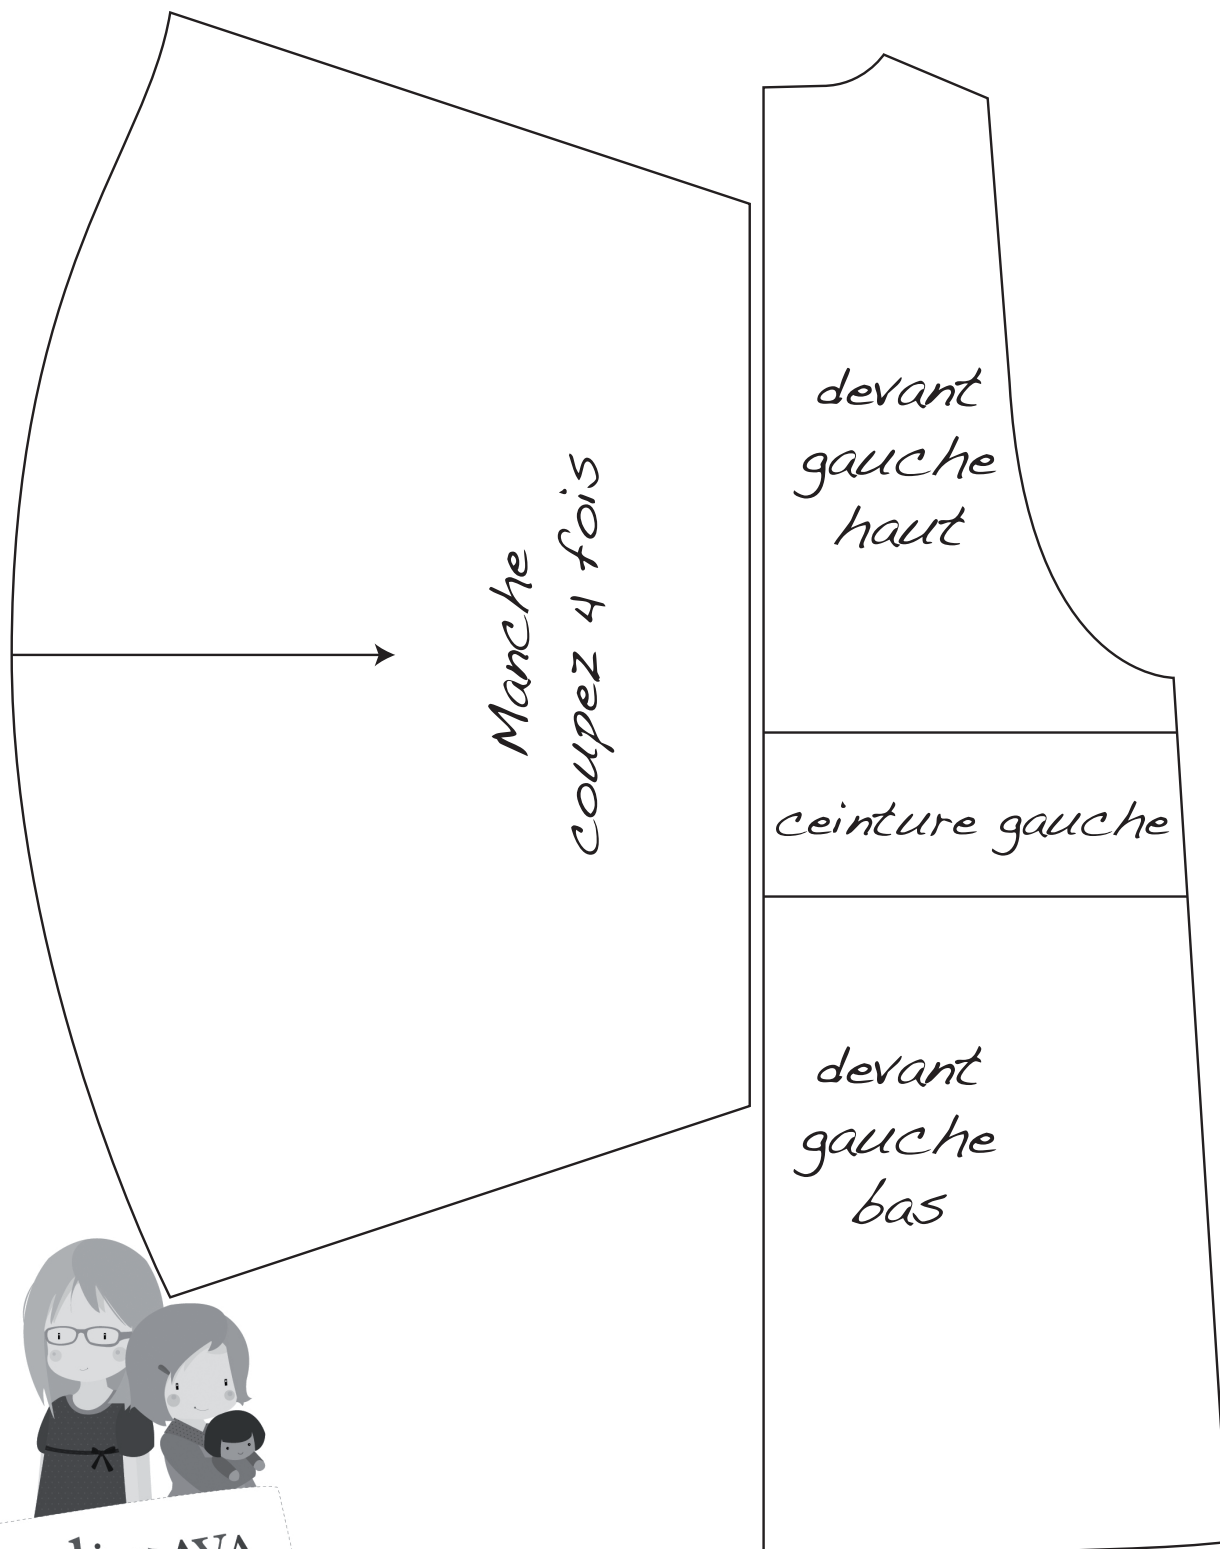 Manche
coupez 4 fois
devant
gauche
haut
ceinture gauche
devant
gauche
bas